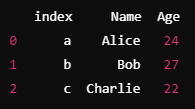 index Name Age
0 a Alice 24
1 b Bob 27
2 c Charlie 22